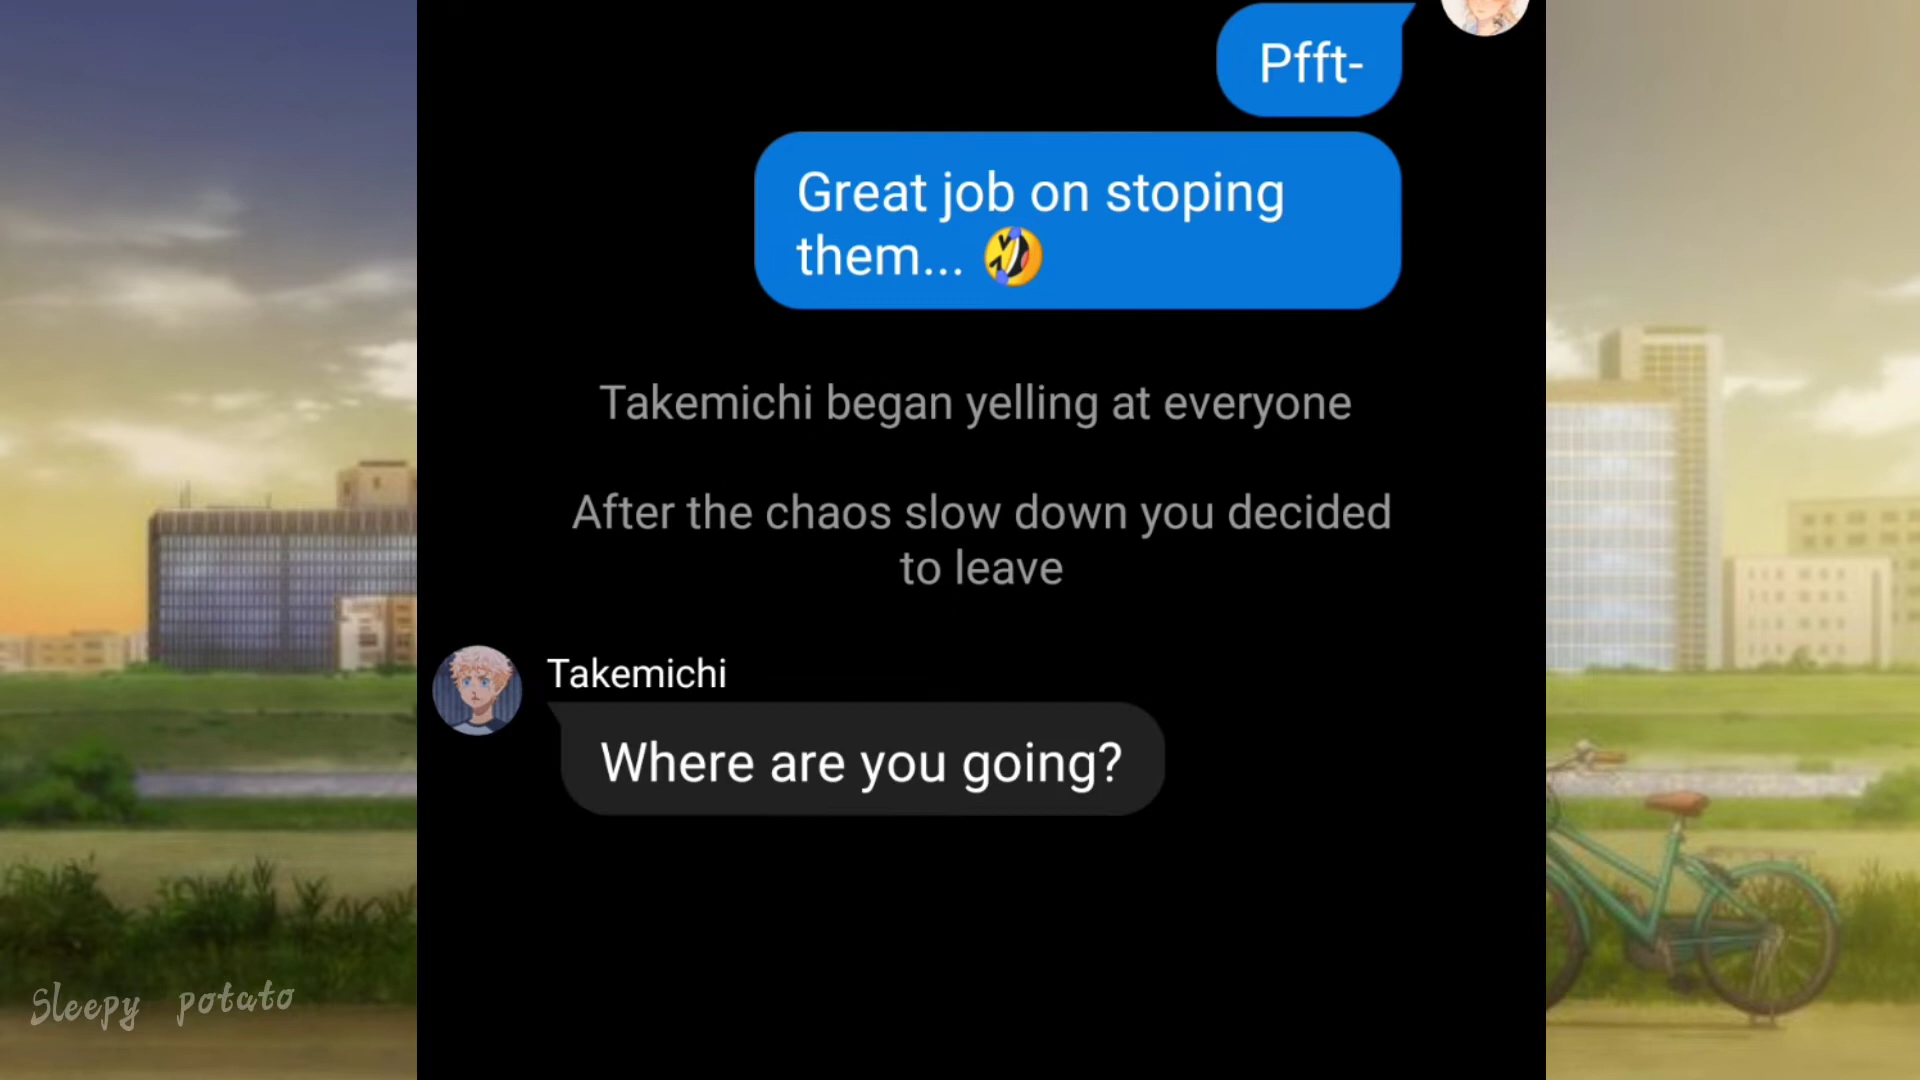 Pfft-
Great job on stoping
them... 🤣
Takemichi began yelling at everyone
After the chaos slow down you decided
to leave
Takemichi
Where are you going?
Sleepy potato